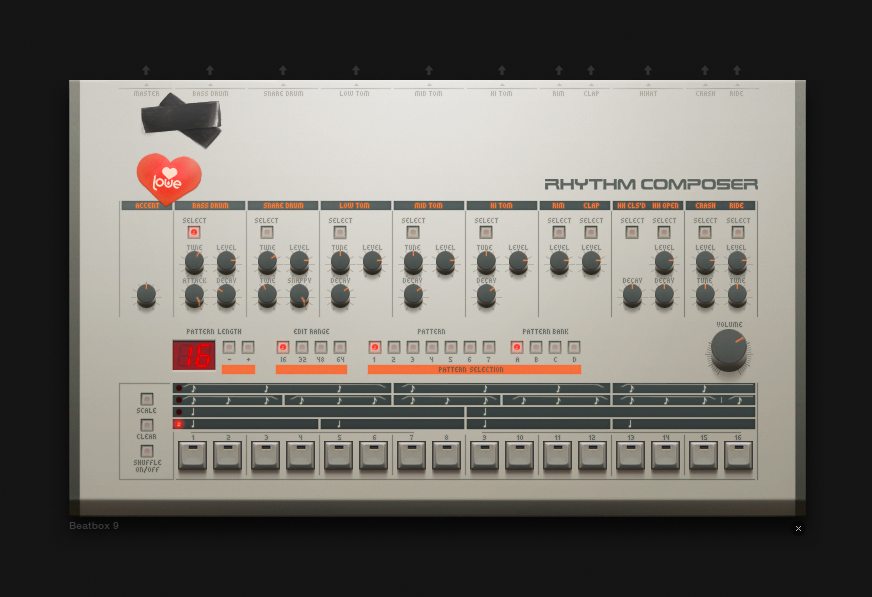 MASTER BASS DRUM SNARE DRUM LOW TOM MID TOM HI TOM RIM CLAP HIHAT CRASH RIDE
lowe
RHYTHM COMPOSER
ACCENT BASS DRUM SNARE DRUM LOW TOM MID TOM HI TOM RIM CLAP HH CLS'D HH OPEN CRASH RIDE
SELECT SELECT SELECT SELECT SELECT SELECT SELECT SELECT SELECT SELECT SELECT
TUNE LEVEL TUNE LEVEL TUNE LEVEL TUNE LEVEL TUNE LEVEL LEVEL LEVEL LEVEL LEVEL LEVEL
ATTACK DECAY TONE SNAPPY DECAY DECAY DECAY DECAY DECAY TUNE TUNE
VOLUME
PATTERN LENGTH EDIT RANGE PATTERN PATTERN BANK
16
- + 16 32 48 64 1 2 3 4 5 6 7 A B C D
PATTERN SELECTION
SCALE
CLEAR
SHUFFLE
ON/OFF
1 2 3 4 5 6 7 8 9 10 11 12 13 14 15 16
Beatbox 9